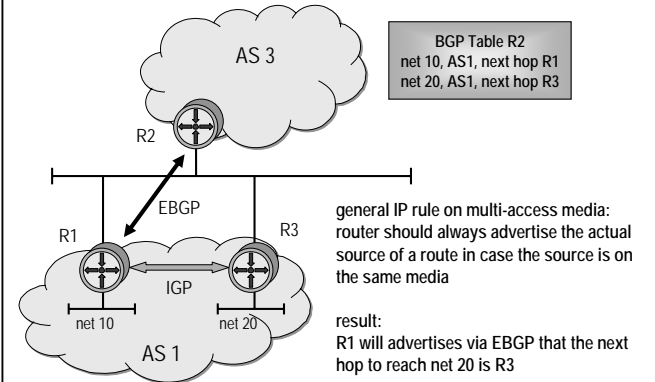 AS 3
BGP Table R2
net 10, AS1, next hop R1
net 20, AS1, next hop R3
R2
EBGP
R1
R3
IGP
net 10
net 20
AS 1
general IP rule on multi-access media:
router should always advertise the actual
source of a route in case the source is on
the same media
result:
R1 will advertises via EBGP that the next
hop to reach net 20 is R3